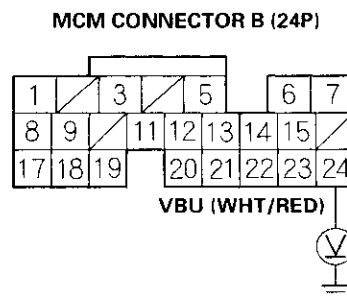 MCM CONNECTOR B (24P)
1 3 5 6 7
8 9 11 12 13 14 15
17 18 19 20 21 22 23 24
VBU (WHT/RED)
V